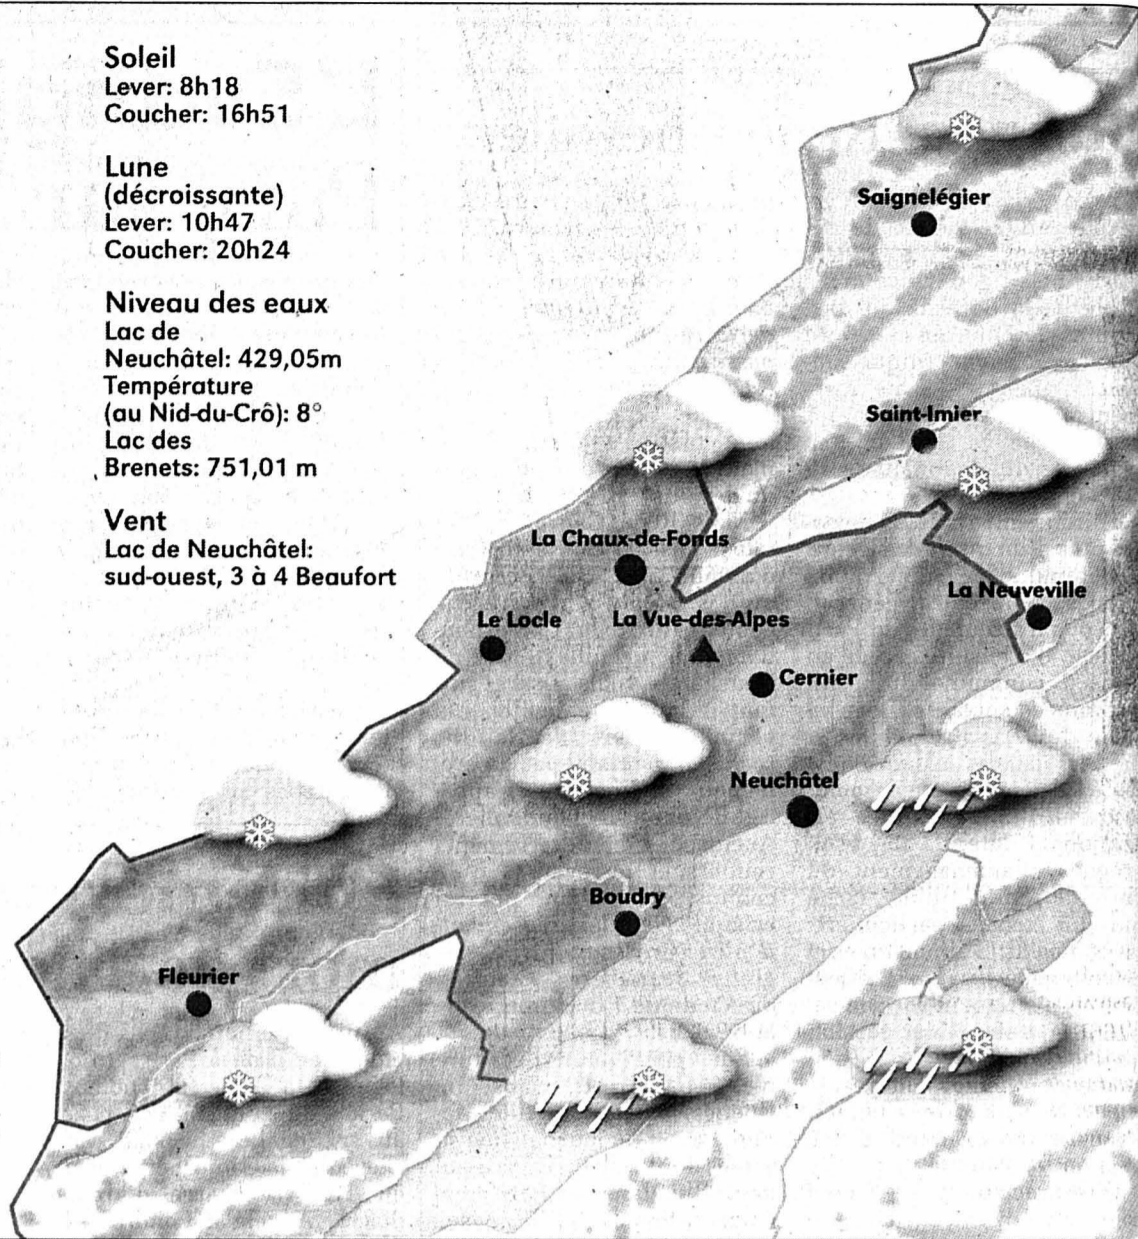 Soleil
Lever: 8h18
Coucher: 16h51
Lune
(décroissante)
Lever: 10h47
Coucher: 20h24
Niveau des eaux
Lac de
Neuchâtel: 429,05m
Température
(au Nid-du-Crô): 8°
Lac des
Brenets: 751,01 m
Vent
Lac de Neuchâtel:
sud-ouest, 3 à 4 Beaufort
Saignelégier
Saint-Imier
La Chaux-de-Fonds
La Neuveville
Le Locle
La Vue-des-Alpes
Cernier
Neuchâtel
Boudry
Fleurier